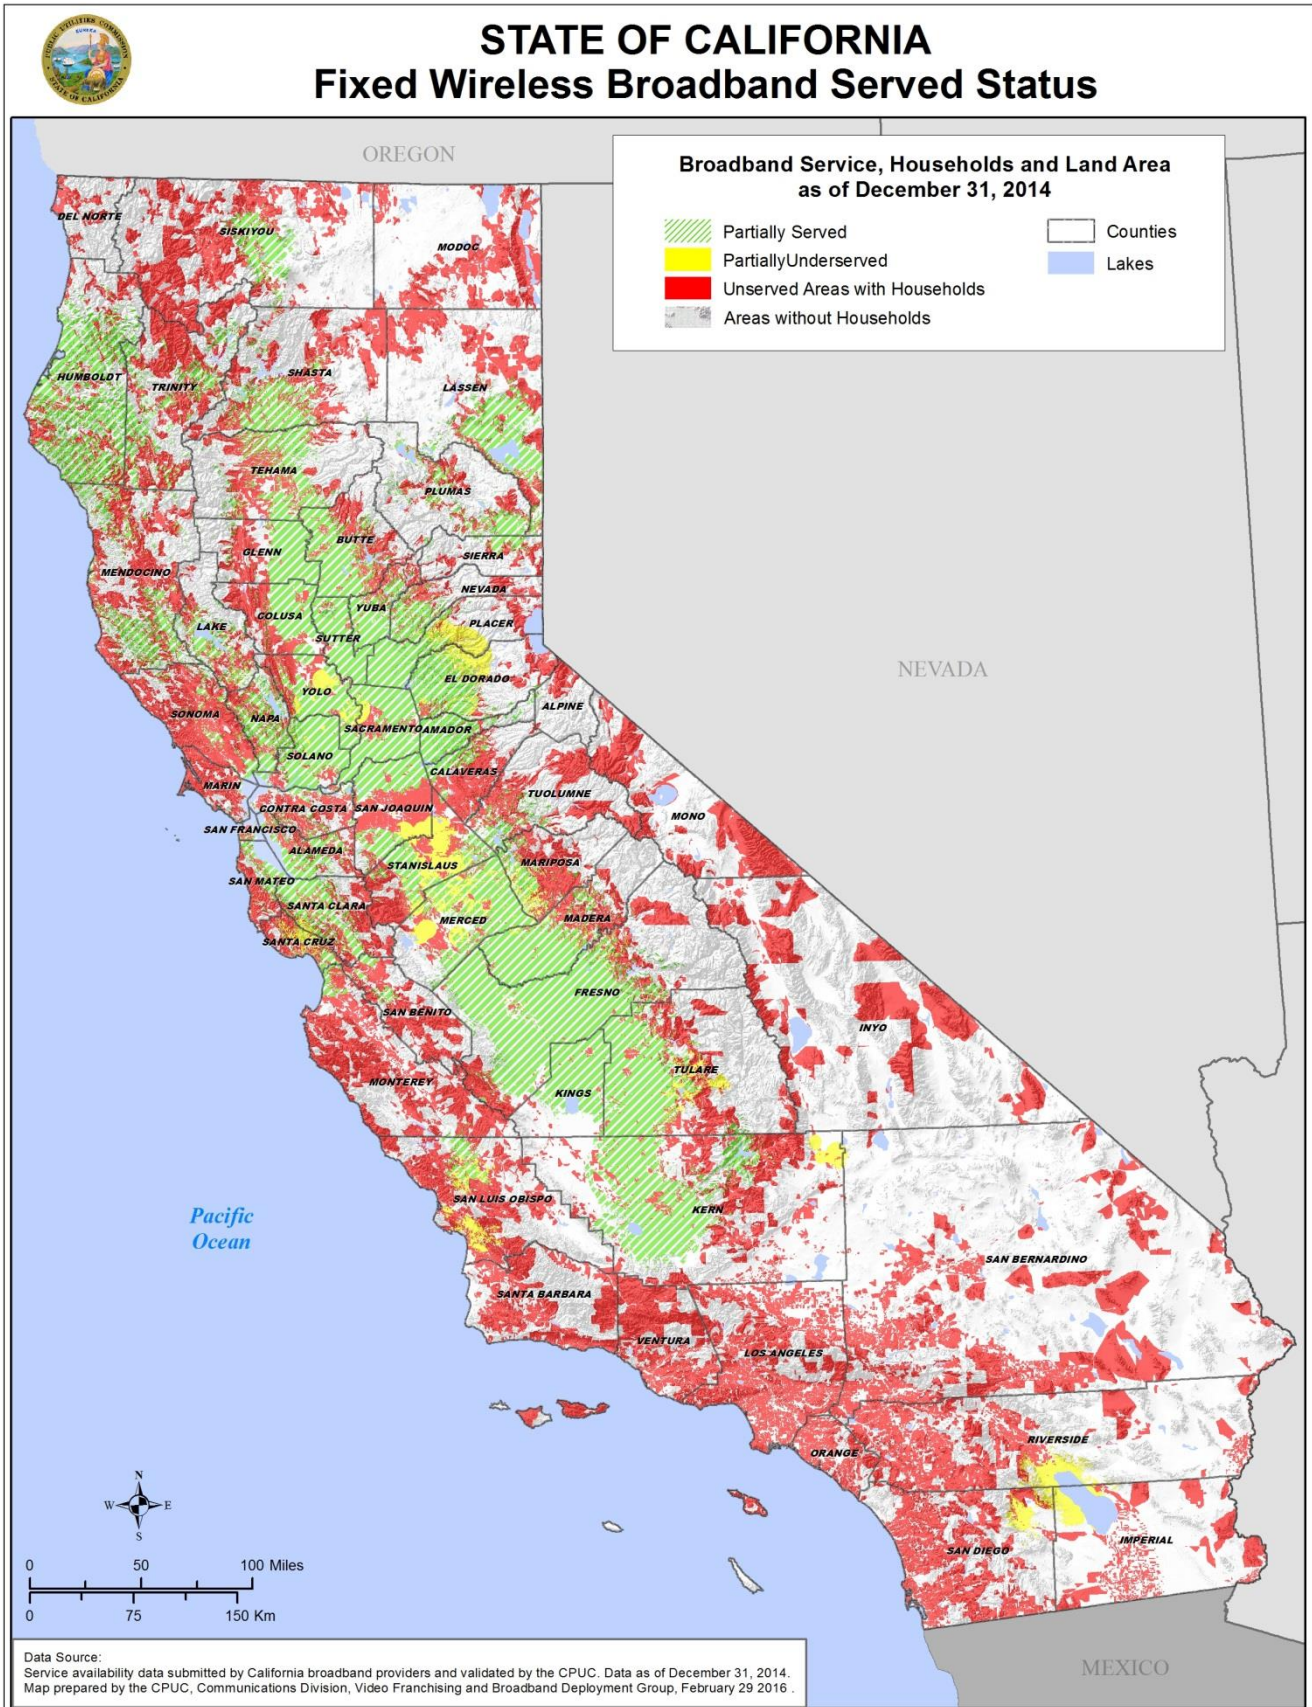 STATE OF CALIFORNIA
Fixed Wireless Broadband Served Status
PUBLIC UTILITIES COMMISSION
EUREKA
STATE OF CALIFORNIA
OREGON
Broadband Service, Households and Land Area
as of December 31, 2014
Partially Served
PartiallyUnderserved
Unserved Areas with Households
Areas without Households
Counties
Lakes
DEL NORTE
SISKIYOU
MODOC
HUMBOLDT
TRINITY
SHASTA
LASSEN
TEHAMA
PLUMAS
GLENN
BUTTE
SIERRA
MENDOCINO
NEVADA
COLUSA
YUBA
LAKE
SUTTER
PLACER
NEVADA
YOLO
EL DORADO
SONOMA
NAPA
ALPINE
SACRAMENTO
AMADOR
SOLANO
CALAVERAS
MARIN
TUOLUMNE
CONTRA COSTA
SAN JOAQUIN
MONO
SAN FRANCISCO
ALAMEDA
STANISLAUS
MARIPOSA
SAN MATEO
SANTA CLARA
MERCED
MADERA
SANTA CRUZ
FRESNO
SAN BENITO
INYO
MONTEREY
TULARE
KINGS
SAN LUIS OBISPO
KERN
Pacific
Ocean
SAN BERNARDINO
SANTA BARBARA
VENTURA
LOS ANGELES
RIVERSIDE
ORANGE
SAN DIEGO
IMPERIAL
N
W E
S
0 50 100 Miles
0 75 150 Km
MEXICO
Data Source:
Service availability data submitted by California broadband providers and validated by the CPUC. Data as of December 31, 2014.
Map prepared by the CPUC, Communications Division, Video Franchising and Broadband Deployment Group, February 29 2016 .